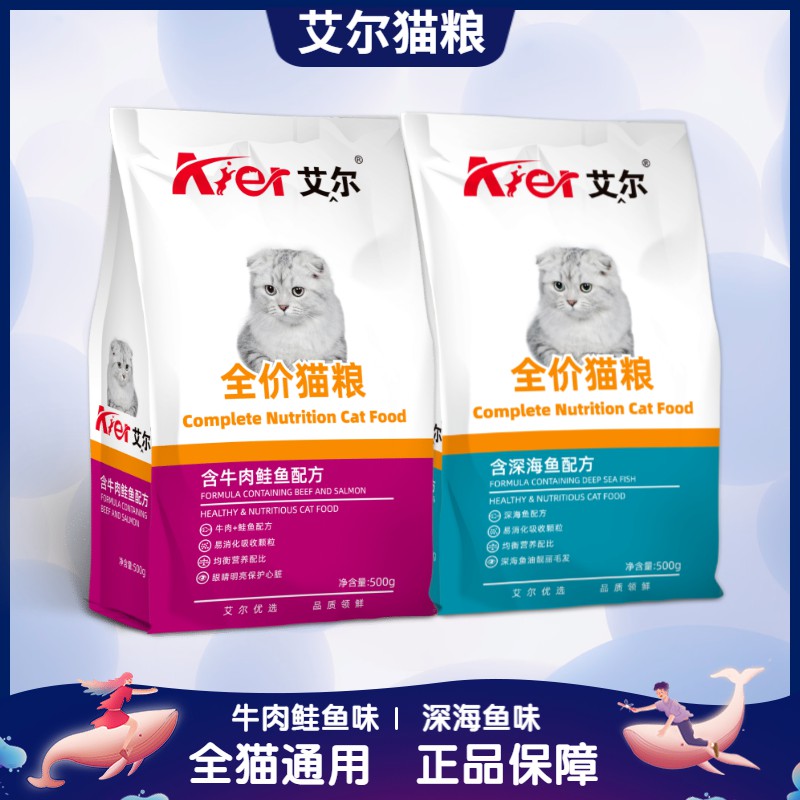 艾尔猫粮
Kier 艾尔®
全价猫粮
Complete Nutrition Cat Food
含牛肉鲑鱼配方
FORMULA CONTAINING BEEF AND SALMON
HEALTHY & NUTRITIOUS CAT FOOD
牛肉+鲑鱼配方
易消化吸收颗粒
均衡营养配比
眼睛明亮保护心脏
净含量:500g
艾尔优选 品质领鲜
Kier 艾尔
含牛肉鲑鱼配方
FORMULA CONTAINING
BEEF AND SALMON
净含量:500g
Kier 艾尔®
全价猫粮
Complete Nutrition Cat Food
含深海鱼配方
FORMULA CONTAINING DEEP SEA FISH
HEALTHY & NUTRITIOUS CAT FOOD
深海鱼配方
易消化吸收颗粒
均衡营养配比
深海鱼油靓丽毛发
净含量:500g
艾尔优选 品质领鲜
牛肉鲑鱼味 | 深海鱼味
全猫通用 正品保障